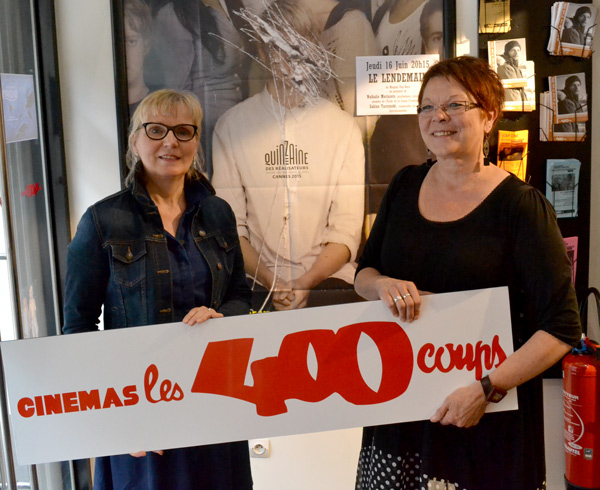 Jeudi 16 Juin 20h15
LE LENDEMAIN
QUINZAINE
DES RÉALISATEURS
CANNES 2015
CINEMAS les 400 coups